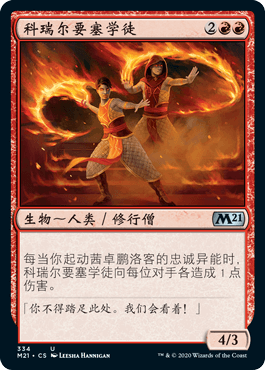 科瑞尔要塞学徒 2
生物～人类／修行僧 M21
每当你起动茜卓鹏洛客的忠诚异能时，
科瑞尔要塞学徒向每位对手各造成1点
伤害。
「你不得踏足此处。我们会看着！」
334 U
M21 • CS LEESHA HANNIGAN
4/3
™ & © 2020 Wizards of the Coast